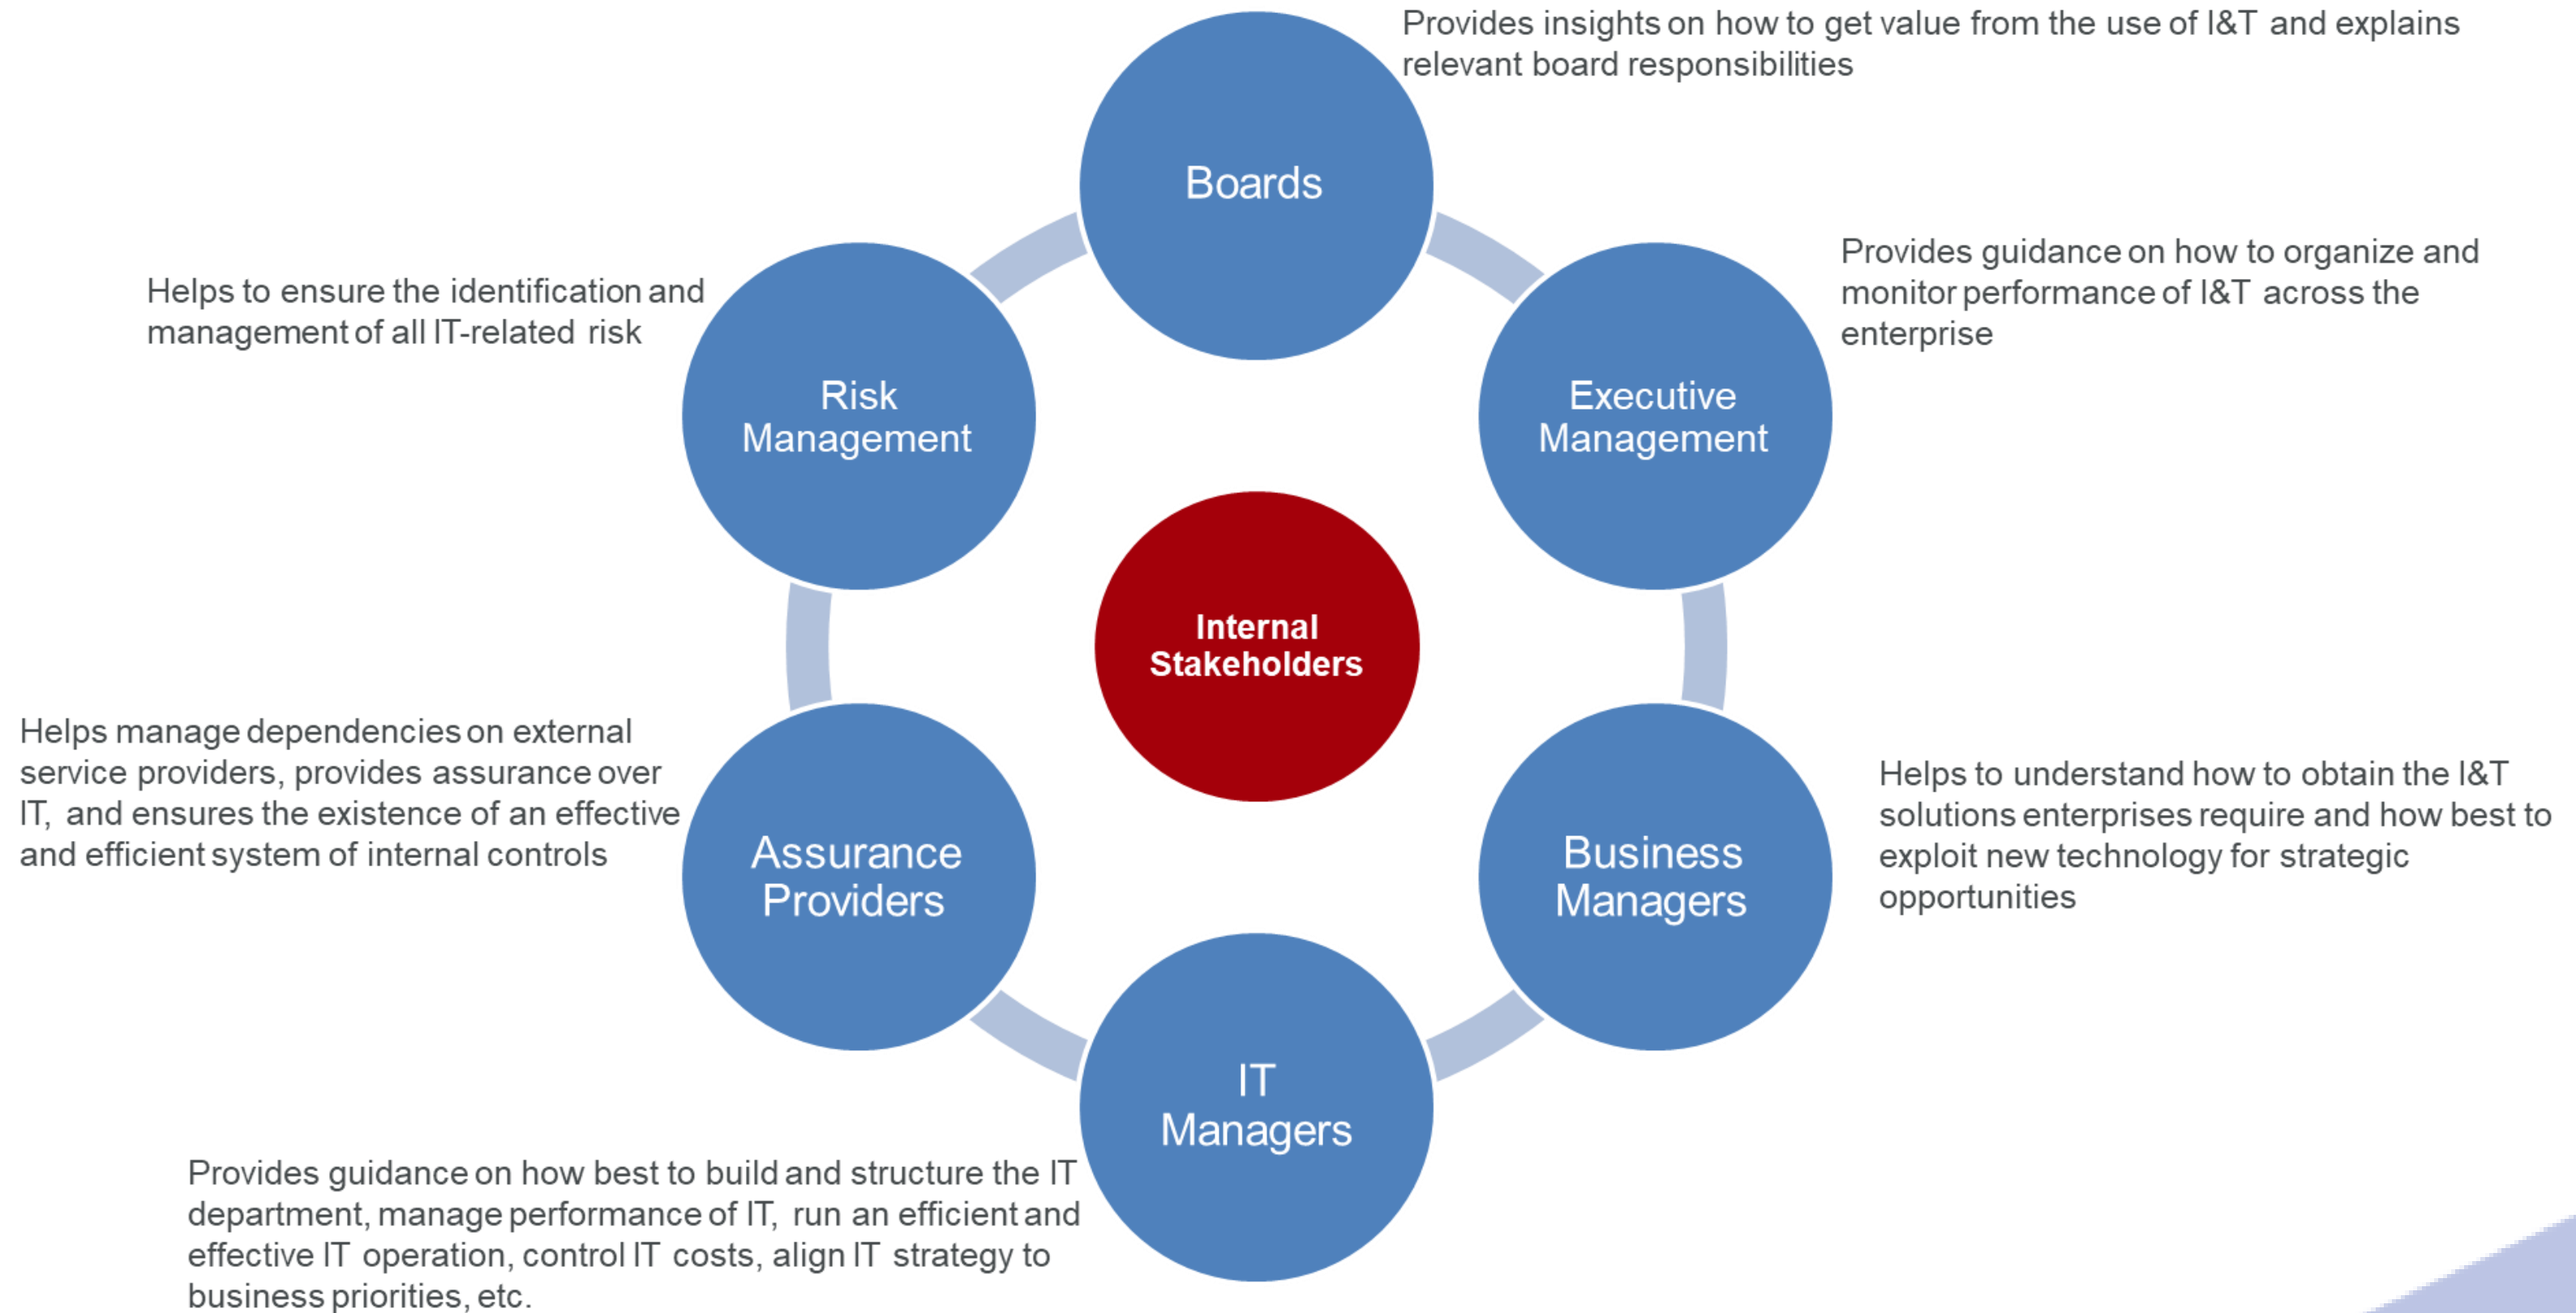 Provides insights on how to get value from the use of I&T and explains
relevant board responsibilities
Boards
Provides guidance on how to organize and
monitor performance of I&T across the
enterprise
Executive
Management
Helps to ensure the identification and
management of all IT-related risk
Risk
Management
Internal
Stakeholders
Helps manage dependencies on external
service providers, provides assurance over
IT, and ensures the existence of an effective
and efficient system of internal controls
Assurance
Providers
Business
Managers
Helps to understand how to obtain the I&T
solutions enterprises require and how best to
exploit new technology for strategic
opportunities
IT
Managers
Provides guidance on how best to build and structure the IT
department, manage performance of IT, run an efficient and
effective IT operation, control IT costs, align IT strategy to
business priorities, etc.